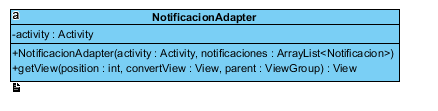 a
NotificacionAdapter
-activity : Activity
+NotificacionAdapter(activity : Activity, notificaciones : ArrayList<Notificacion>)
+getView(position : int, convertView : View, parent : ViewGroup) : View